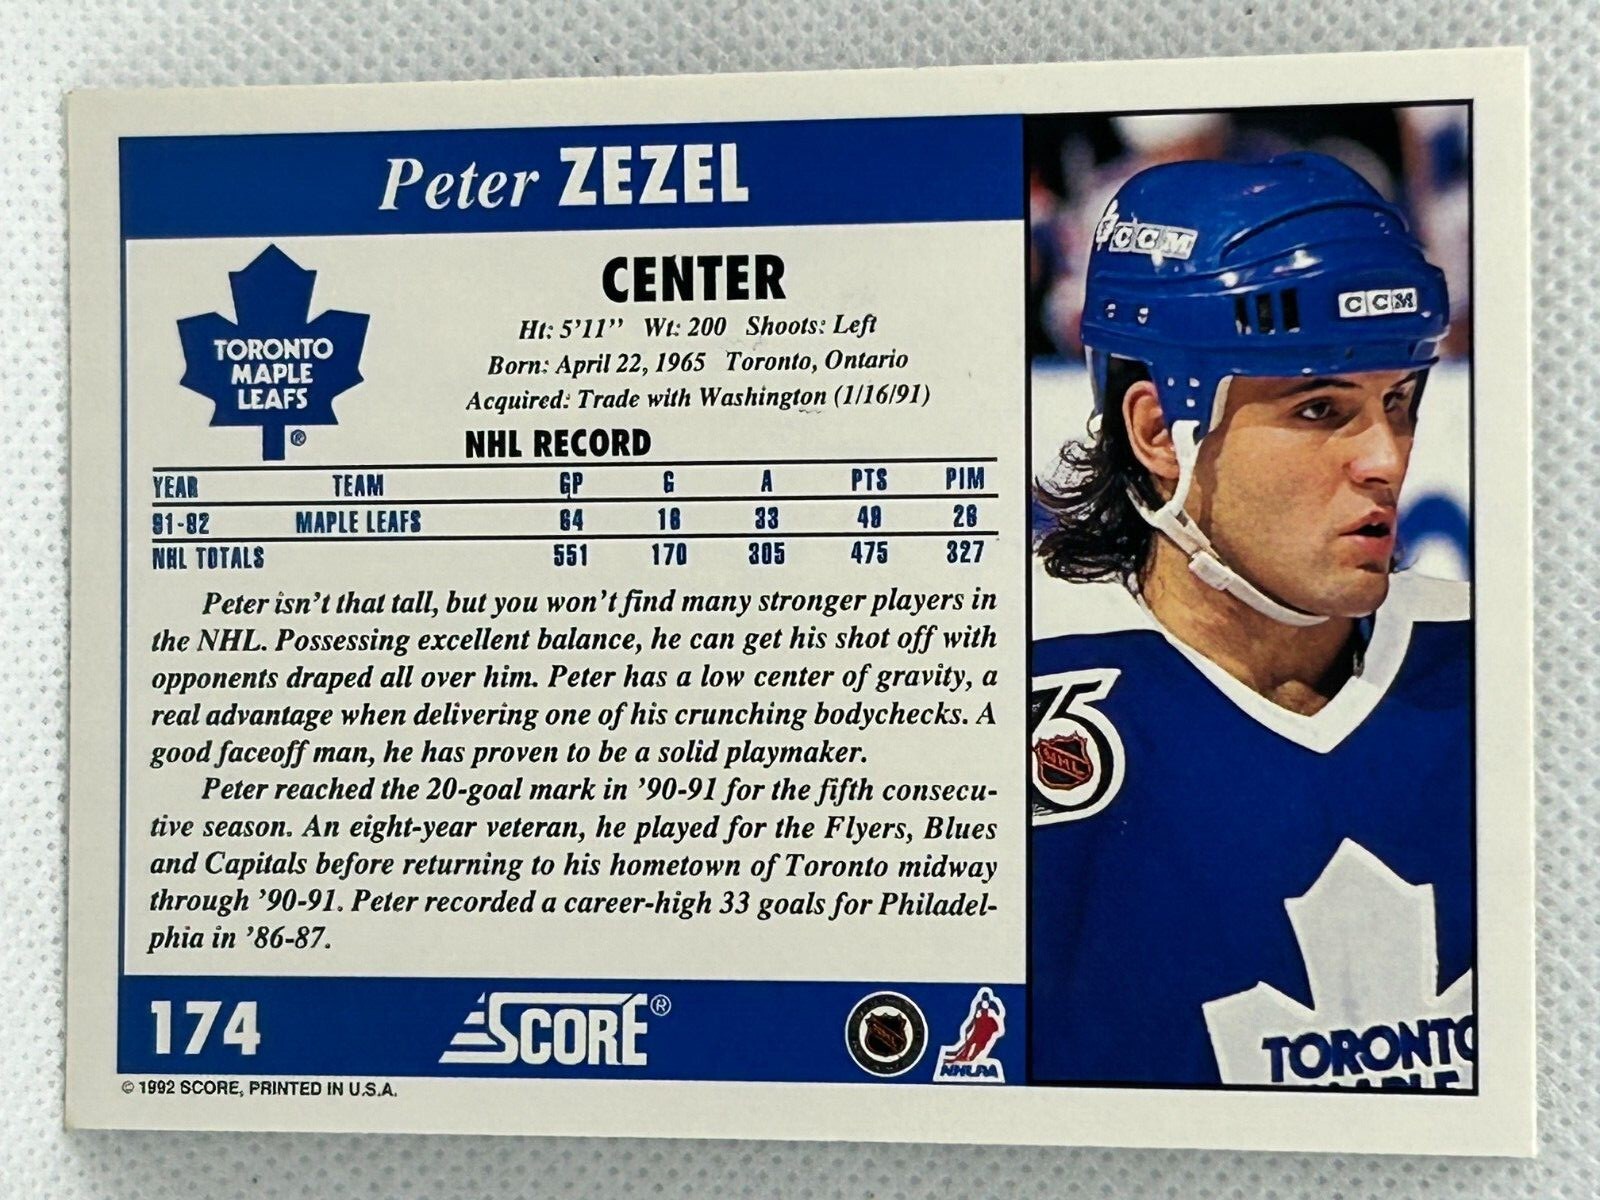 Peter ZEZEL
TORONTO
MAPLE
LEAFS
®
CENTER
Ht: 5'11" Wt: 200 Shoots: Left
Born: April 22, 1965 Toronto, Ontario
Acquired: Trade with Washington (1/16/91)
NHL RECORD
YEAR TEAM GP G A PTS PIM
91-92 MAPLE LEAFS 64 16 33 49 26
NHL TOTALS 551 170 305 475 327
Peter isn't that tall, but you won't find many stronger players in
the NHL. Possessing excellent balance, he can get his shot off with
opponents draped all over him. Peter has a low center of gravity, a
real advantage when delivering one of his crunching bodychecks. A
good faceoff man, he has proven to be a solid playmaker.
Peter reached the 20-goal mark in '90-91 for the fifth consecu-
tive season. An eight-year veteran, he played for the Flyers, Blues
and Capitals before returning to his hometown of Toronto midway
through '90-91. Peter recorded a career-high 33 goals for Philadel-
phia in '86-87.
174
SCORE®
NHLPA
© 1992 SCORE, PRINTED IN U.S.A.
CCM
CCM
75
NHL
TORONTO
MAPLE